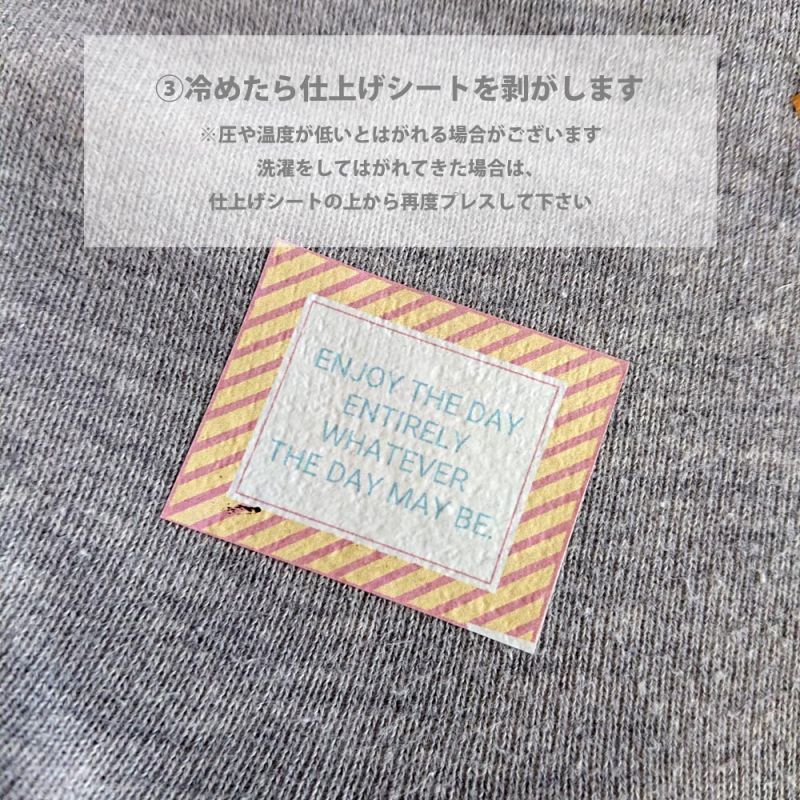 ③冷めたら仕上げシートを剥がします
※圧や温度が低いとはがれる場合がございます
洗濯をしてはがれてきた場合は、
仕上げシートの上から再度プレスして下さい
ENJOY THE DAY
ENTIRELY
WHATEVER
THE DAY MAY BE.